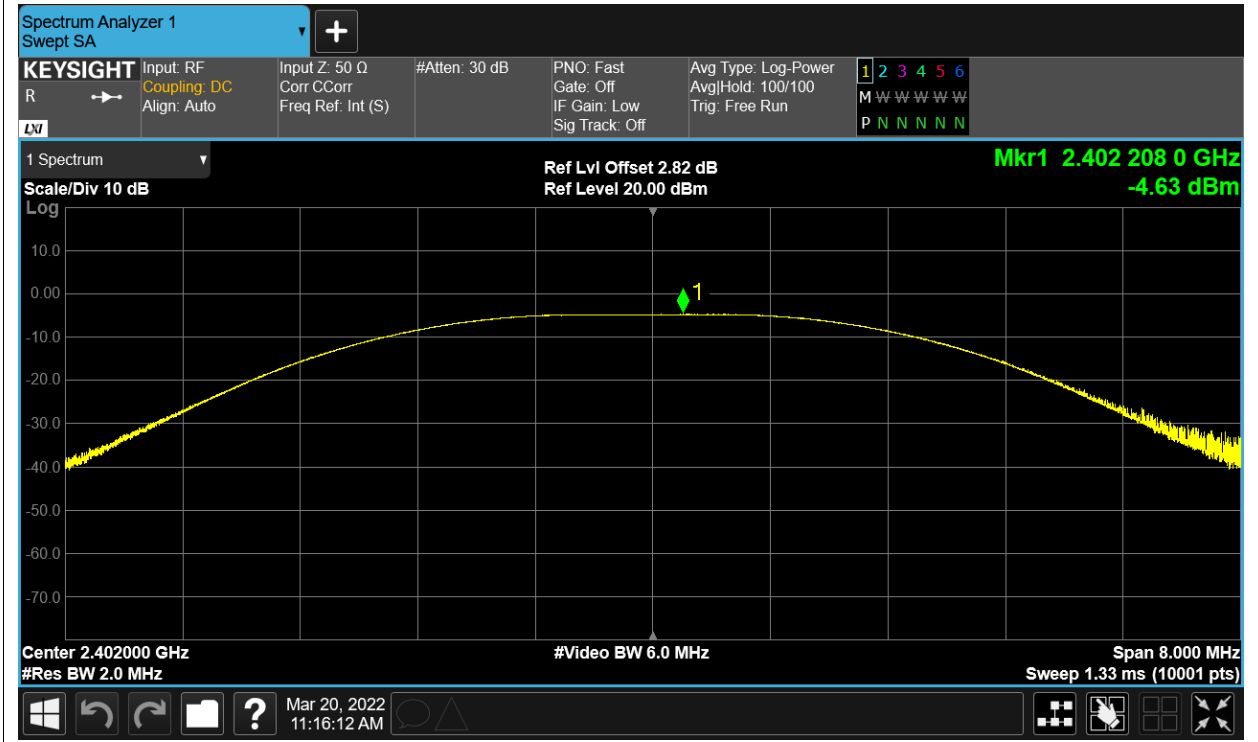 Spectrum Analyzer 1
Swept SA
+
KEYSIGHT
R
LXI
Input: RF
Coupling: DC
Align: Auto
Input Z: 50 Ω
Corr CCorr
Freq Ref: Int (S)
#Atten: 30 dB
PNO: Fast
Gate: Off
IF Gain: Low
Sig Track: Off
Avg Type: Log-Power
Avg|Hold: 100/100
Trig: Free Run
1 2 3 4 5 6
M W W W W W
P N N N N N
1 Spectrum
Scale/Div 10 dB
Log
Ref Lvl Offset 2.82 dB
Ref Level 20.00 dBm
Mkr1 2.402 208 0 GHz
-4.63 dBm
10.0
0.00
-10.0
-20.0
-30.0
-40.0
-50.0
-60.0
-70.0
1
Center 2.402000 GHz
#Video BW 6.0 MHz
Span 8.000 MHz
#Res BW 2.0 MHz
Sweep 1.33 ms (10001 pts)
?
Mar 20, 2022
11:16:12 AM